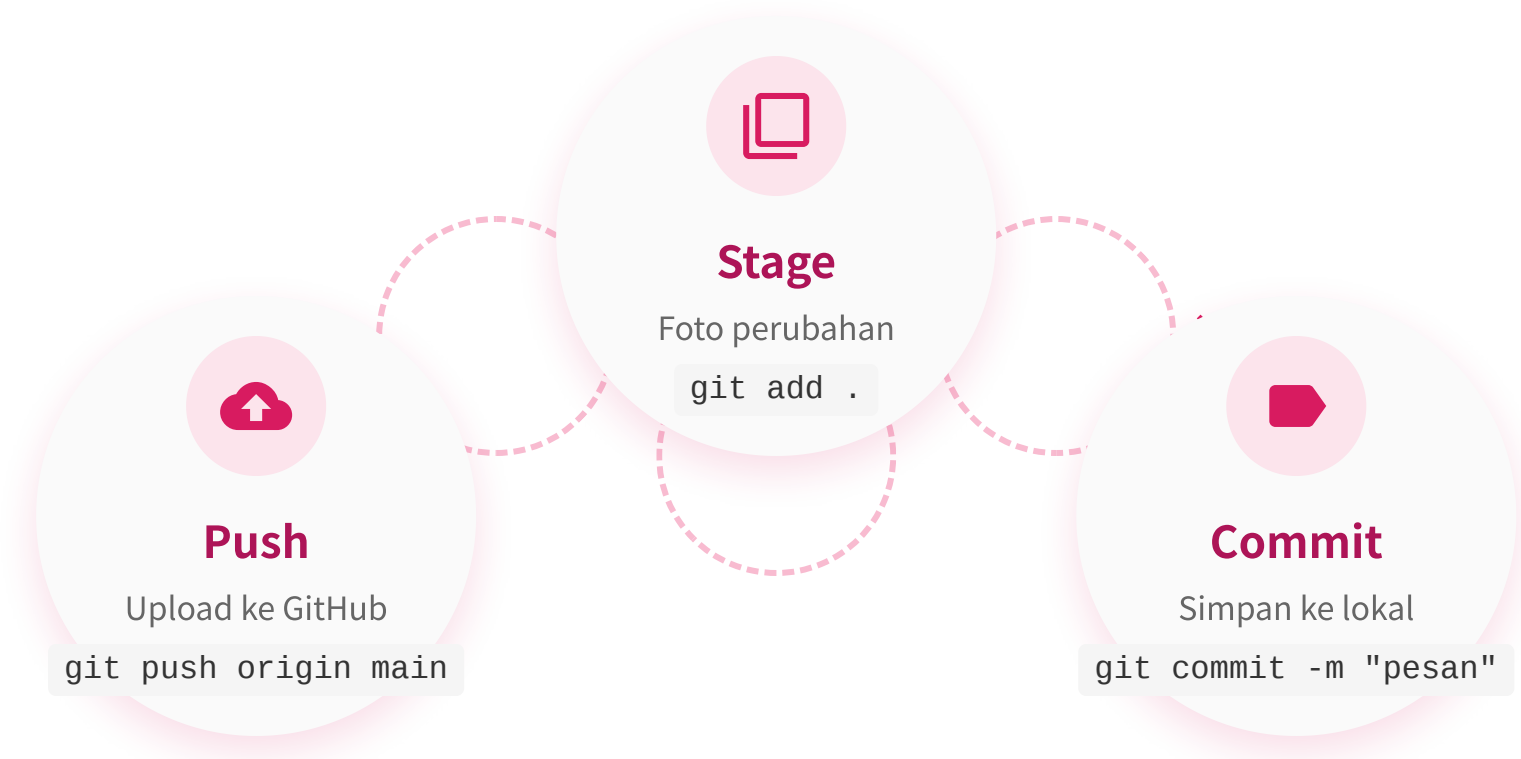 Stage
Foto perubahan
git add .
Push
Upload ke GitHub
git push origin main
Commit
Simpan ke lokal
git commit -m "pesan"